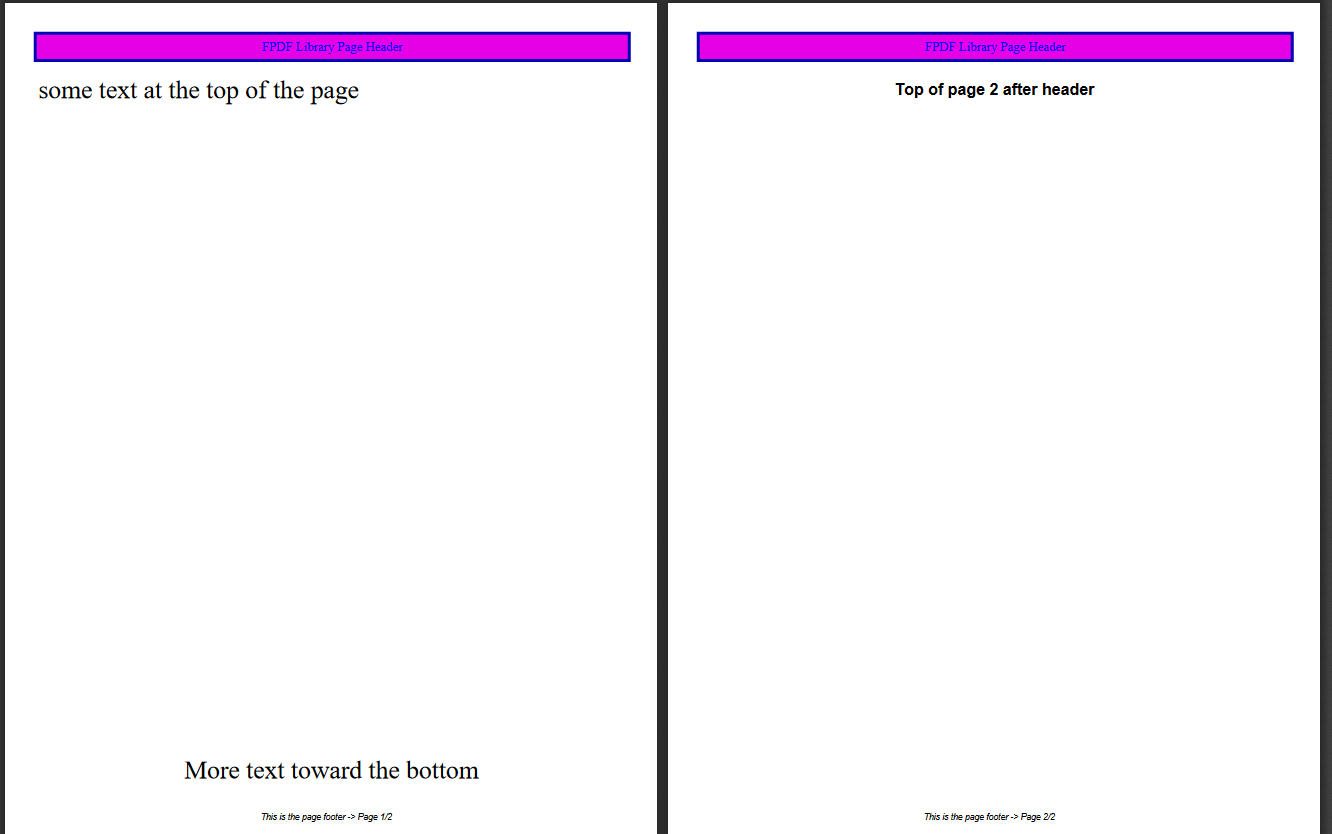 FPDF Library Page Header
some text at the top of the page
More text toward the bottom
This is the page footer -> Page 1/2
FPDF Library Page Header
Top of page 2 after header
This is the page footer -> Page 2/2